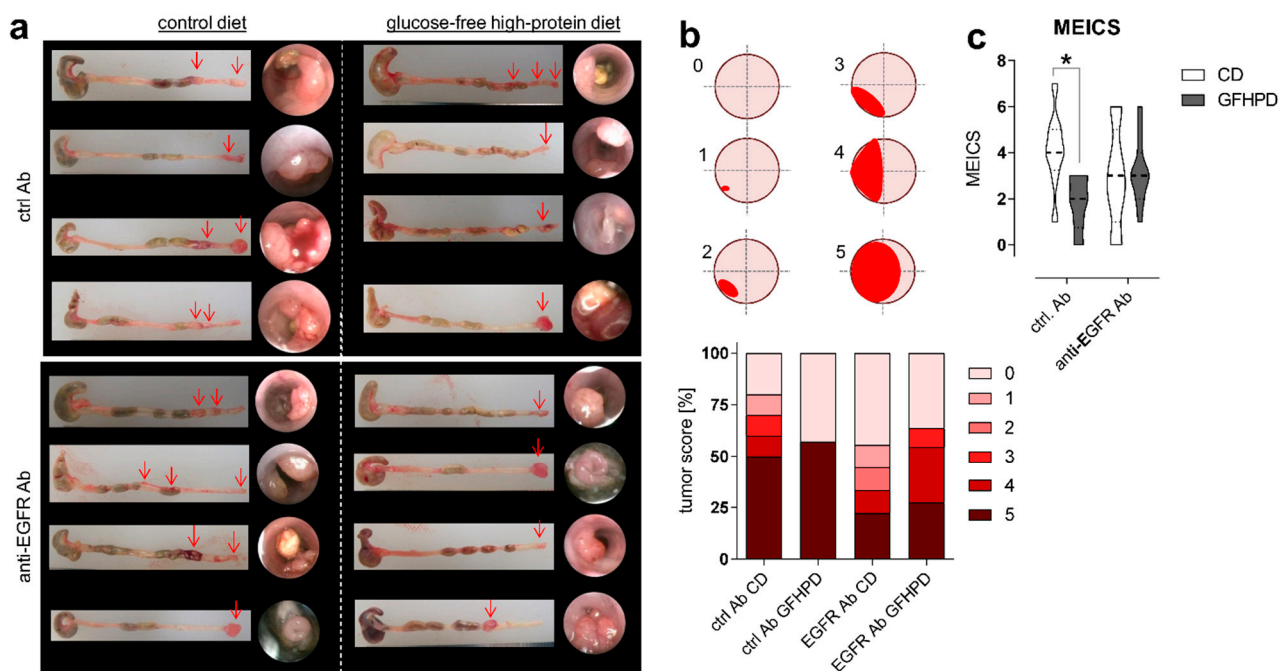 a
control diet
glucose-free high-protein diet
ctrl Ab
anti-EGFR Ab
b
0
3
1
4
2
5
100
75
50
25
0
tumor score [%]
ctrl Ab CD
ctrl Ab GFHPD
EGFR Ab CD
EGFR Ab GFHPD
0
1
2
3
4
5
c
MEICS
8
6
4
2
0
MEICS
*
CD
GFHPD
ctrl. Ab
anti-EGFR Ab